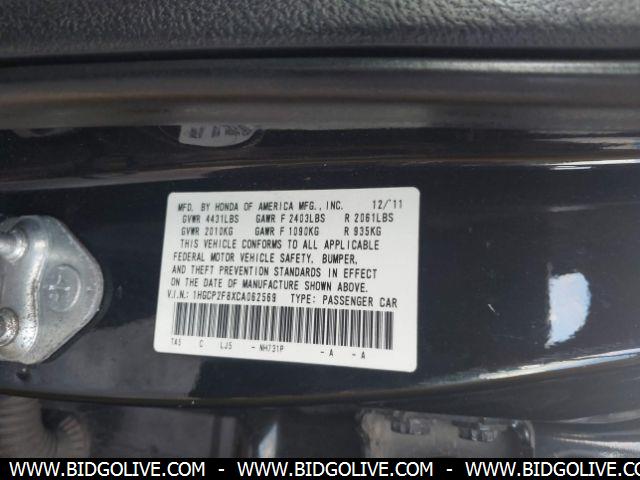 MFD. BY HONDA OF AMERICA MFG., INC. 12/11
GVWR 4431LBS GAWR F 2403LBS R 2061LBS
GVWR 2010KG GAWR F 1090KG R 935KG
THIS VEHICLE CONFORMS TO ALL APPLICABLE
FEDERAL MOTOR VEHICLE SAFETY, BUMPER,
AND THEFT PREVENTION STANDARDS IN EFFECT
ON THE DATE OF MANUFACTURE SHOWN ABOVE.
V.I.N.: 1HGCP2F8XCA062569 TYPE: PASSENGER CAR
TA5 C LJ5 - NH731P - A - A
WWW.BIDGOLIVE.COM - WWW.BIDGOLIVE.COM - WWW.BIDGOLIVE.COM